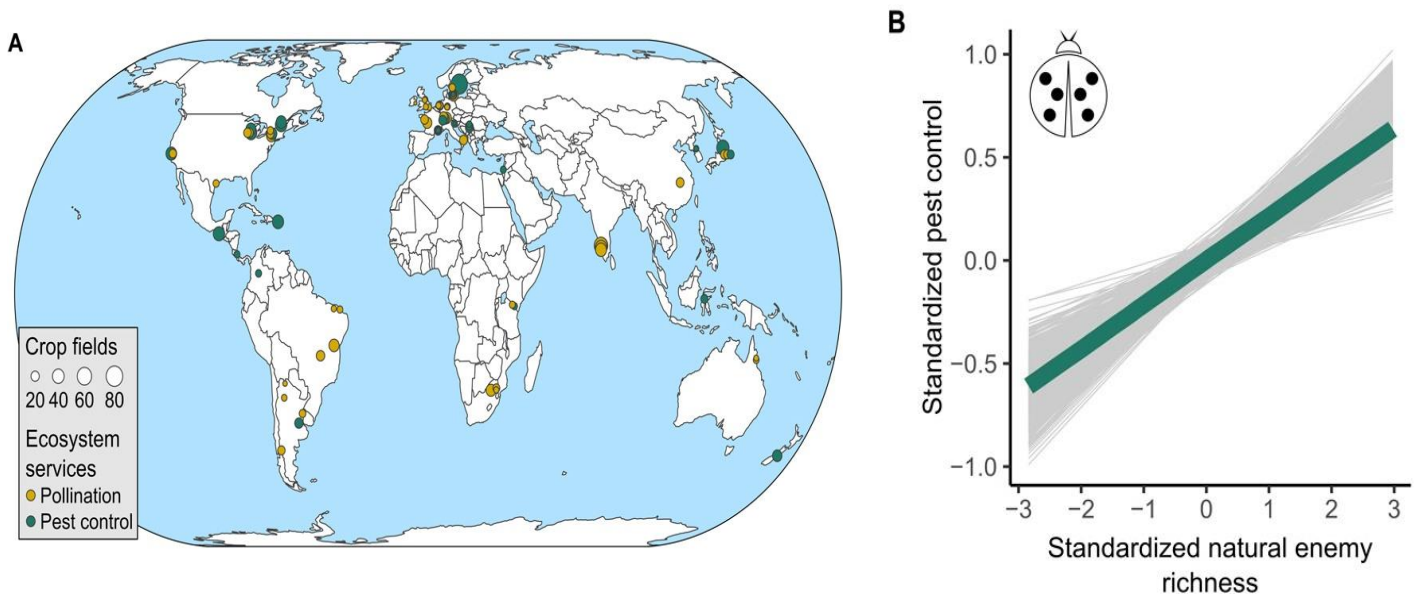 A
Crop fields
20 40 60 80
Ecosystem
services
Pollination
Pest control
B
Standardized pest control
1.0
0.5
0.0
−0.5
−1.0
−3 −2 −1 0 1 2 3
Standardized natural enemy
richness